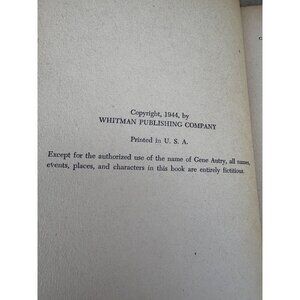 Copyright, 1944, by
WHITMAN PUBLISHING COMPANY
Printed in U. S. A.
Except for the authorized use of the name of Gene Autry, all names,
events, places, and characters in this book are entirely fictitious.